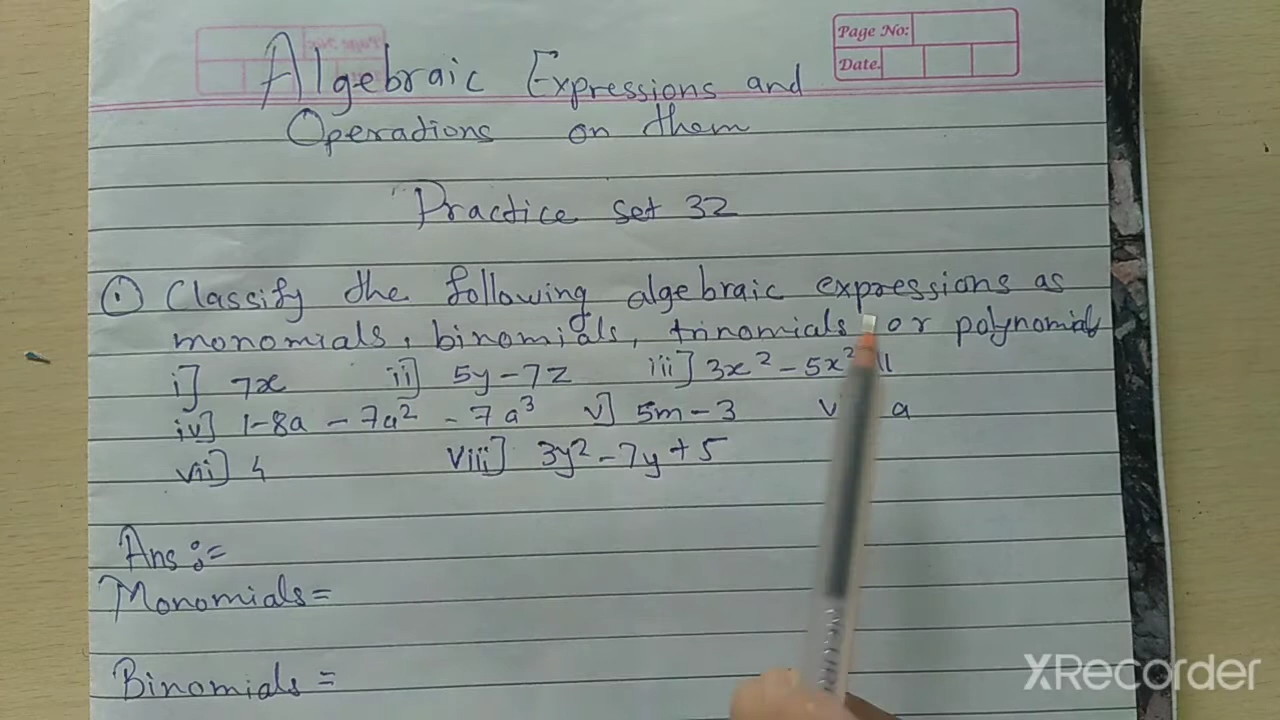 Page No:
Date.
Algebraic Expressions and
Operations on them
Practice set 32
① Classify the following algebraic expressions as
monomials, binomials, trinomials or polynomials
i] 7x ii] 5y-7z iii] 3x² - 5x² 11
iv] 1-8a - 7a² - 7a³ v] 5m-3 v a
vii] 4 viii] 3y²-7y+5
Ans:=
Monomials=
Binomials=
XRecorder